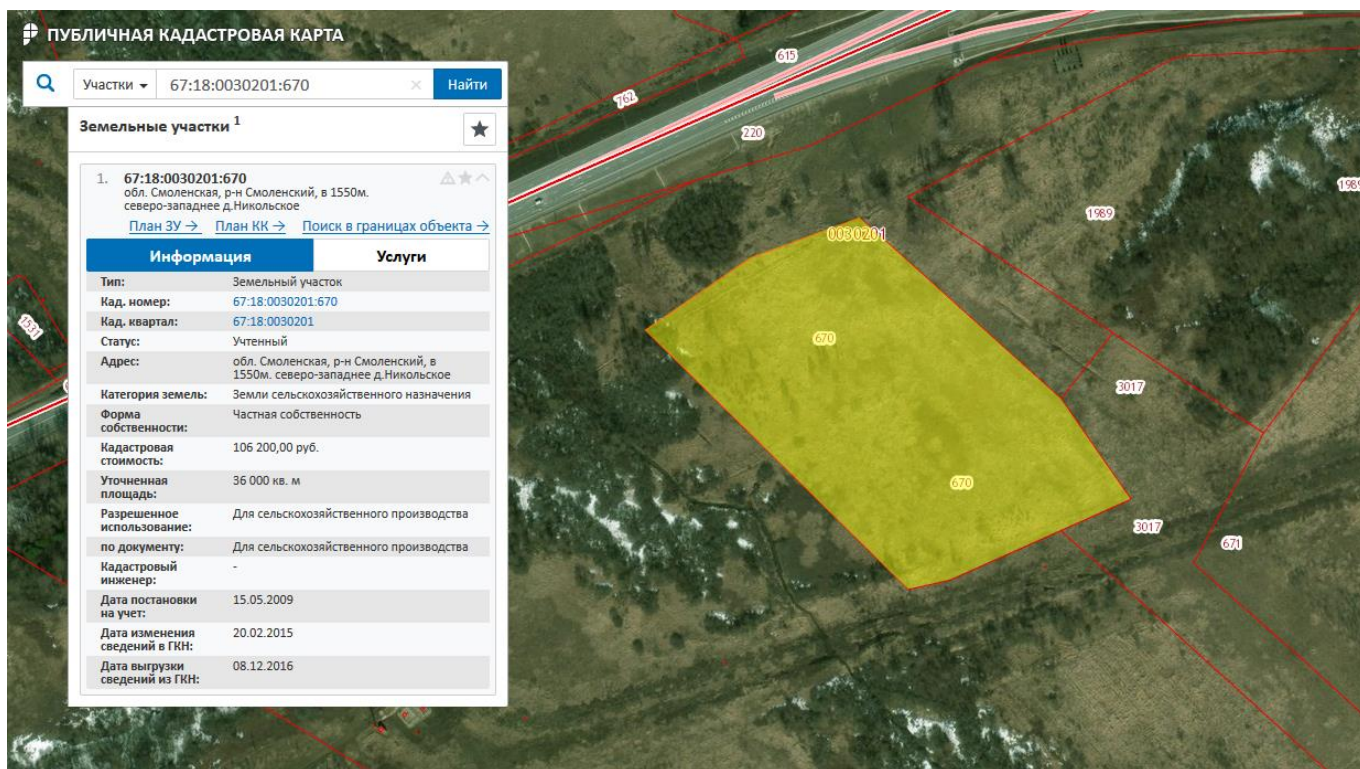 ПУБЛИЧНАЯ КАДАСТРОВАЯ КАРТА
Участки 67:18:0030201:670 × Найти
Земельные участки 1
1. 67:18:0030201:670
обл. Смоленская, р-н Смоленский, в 1550м.
северо-западнее д.Никольское
План ЗУ → План КК → Поиск в границах объекта →
Информация Услуги
Тип: Земельный участок
Кад. номер: 67:18:0030201:670
Кад. квартал: 67:18:0030201
Статус: Учтенный
Адрес: обл. Смоленская, р-н Смоленский, в
1550м. северо-западнее д.Никольское
Категория земель: Земли сельскохозяйственного назначения
Форма Частная собственность
собственности:
Кадастровая 106 200,00 руб.
стоимость:
Уточненная 36 000 кв. м
площадь:
Разрешенное Для сельскохозяйственного производства
использование:
по документу: Для сельскохозяйственного производства
Кадастровый -
инженер:
Дата постановки 15.05.2009
на учет:
Дата изменения 20.02.2015
сведений в ГКН:
Дата выгрузки 08.12.2016
сведений из ГКН:
615
762
220
1989
1989
0030201
1531
670
3017
670
3017
671